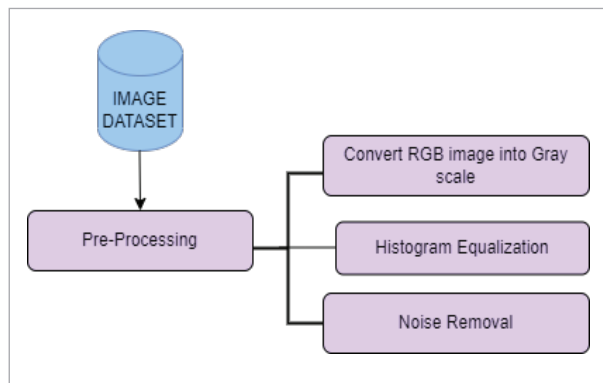 IMAGE
DATASET
Convert RGB image into Gray
scale
Pre-Processing
Histogram Equalization
Noise Removal